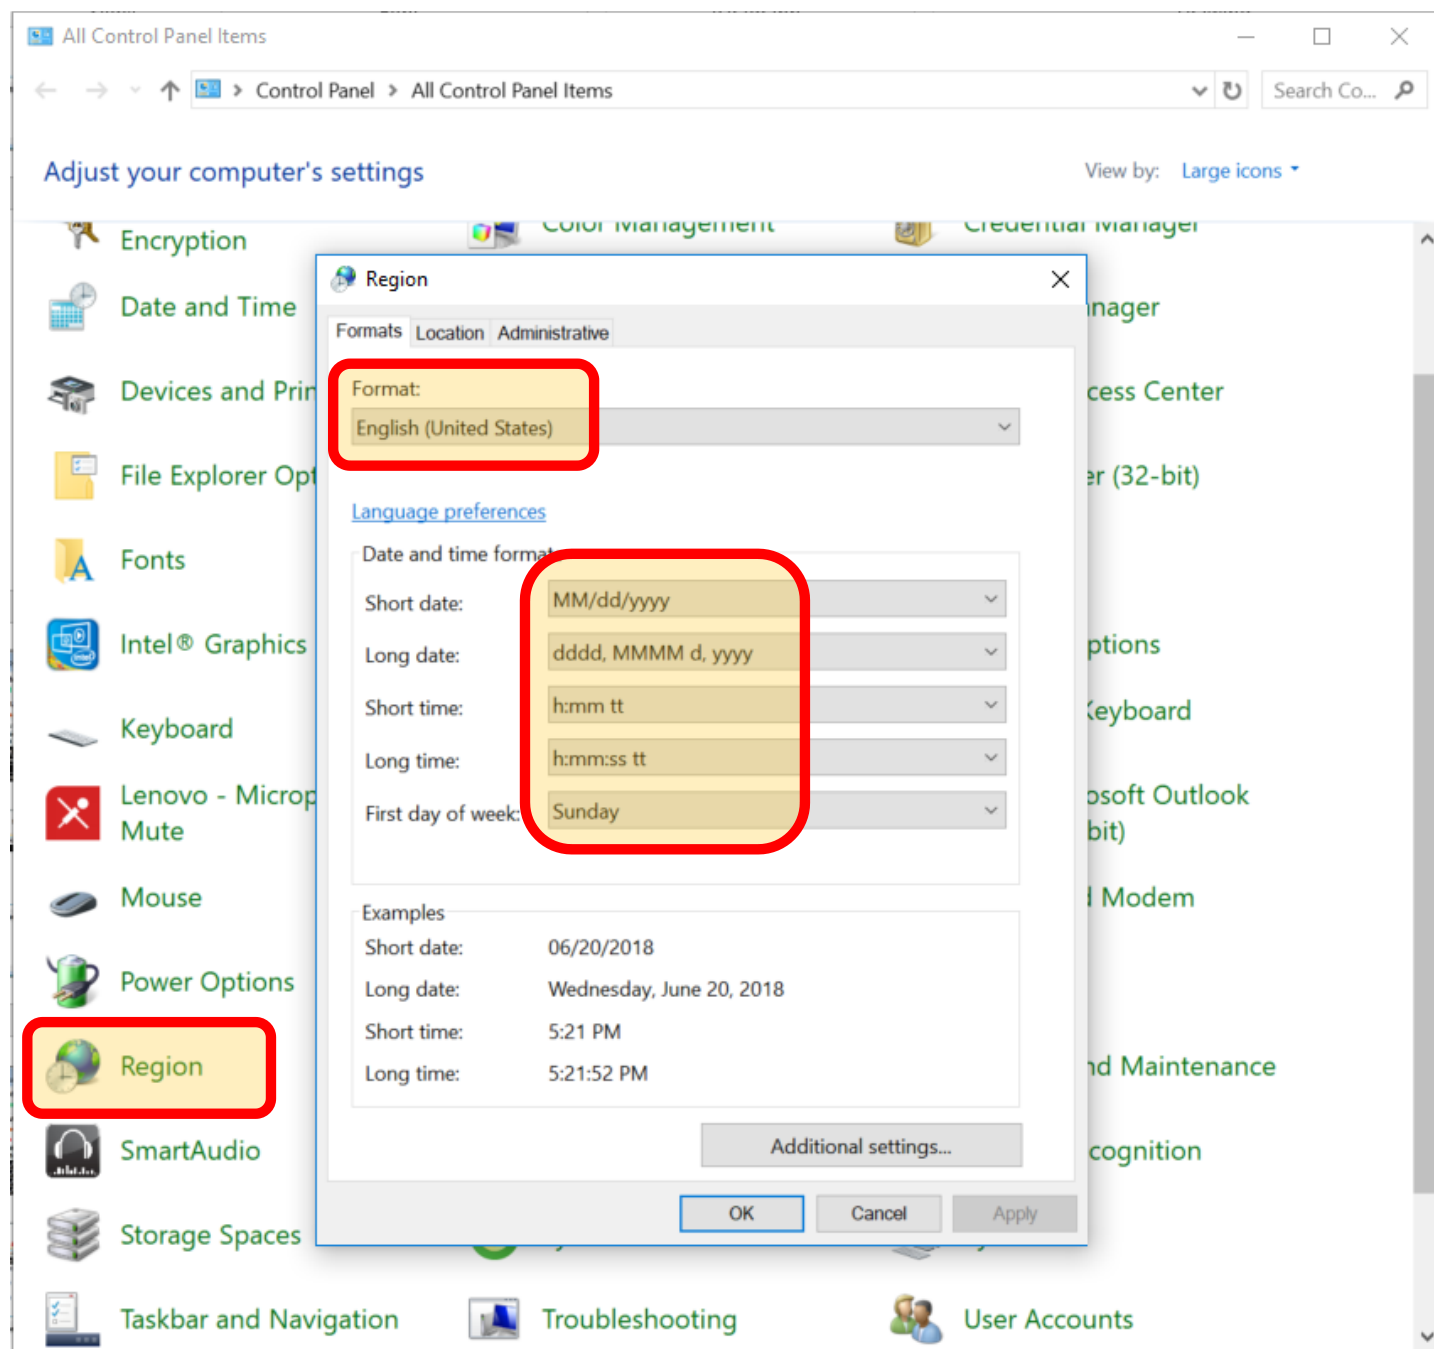 All Control Panel Items
Control Panel > All Control Panel Items
Search Co...
Adjust your computer's settings
View by: Large icons
Encryption
Color Management
Credential Manager
Date and Time
nager
Devices and Prin
cess Center
File Explorer Opt
er (32-bit)
Fonts
Intel® Graphics
ptions
Keyboard
Keyboard
Lenovo - Microp
Mute
osoft Outlook
bit)
Mouse
d Modem
Power Options
Region
nd Maintenance
SmartAudio
cognition
Storage Spaces
Taskbar and Navigation
Troubleshooting
User Accounts
Region
Formats
Location
Administrative
Format:
English (United States)
Language preferences
Date and time formats
Short date:
MM/dd/yyyy
Long date:
dddd, MMMM d, yyyy
Short time:
h:mm tt
Long time:
h:mm:ss tt
First day of week:
Sunday
Examples
Short date:
06/20/2018
Long date:
Wednesday, June 20, 2018
Short time:
5:21 PM
Long time:
5:21:52 PM
Additional settings...
OK
Cancel
Apply